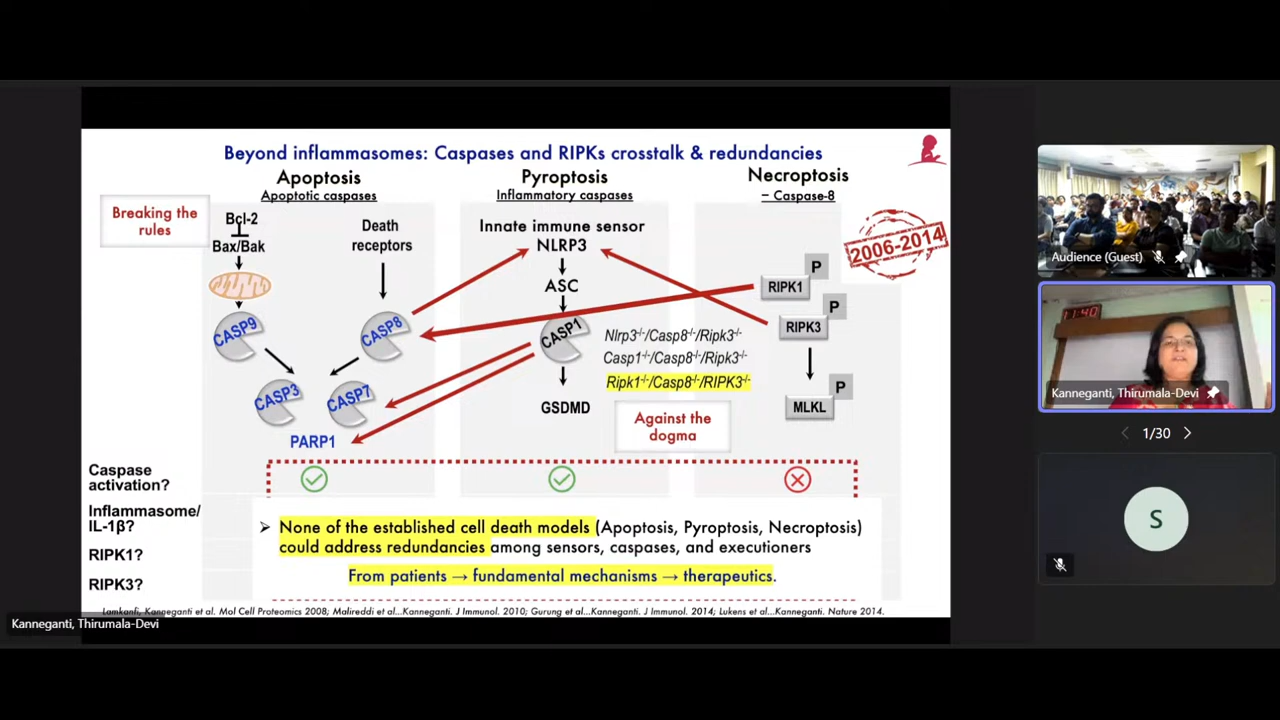 Beyond inflammasomes: Caspases and RIPKs crosstalk & redundancies
Apoptosis
Apoptotic caspases
Pyroptosis
Inflammatory caspases
Necroptosis
– Caspase-8
Breaking the
rules
Bcl-2
Bax/Bak
Death
receptors
Innate immune sensor
NLRP3
ASC
2006-2014
P
RIPK1
P
RIPK3
CASP9
CASP8
CASP1
Nlrp3-/-/Casp8-/-/Ripk3-/-
Casp1-/-/Casp8-/-/Ripk3-/-
Ripk1-/-/Casp8-/-/RIPK3-/-
CASP3
CASP7
PARP1
GSDMD
P
MLKL
Against the
dogma
Caspase
activation?
Inflammasome/
IL-1β?
RIPK1?
RIPK3?
➢ None of the established cell death models (Apoptosis, Pyroptosis, Necroptosis)
could address redundancies among sensors, caspases, and executioners
From patients → fundamental mechanisms → therapeutics.
Lamkanfi, Kanneganti et al. Mol Cell Proteomics 2008; Malireddi et al...Kanneganti. J Immunol. 2010; Gurung et al...Kanneganti. J Immunol. 2014; Lukens et al...Kanneganti. Nature 2014.
Kanneganti, Thirumala-Devi
Audience (Guest)
11:40
Kanneganti, Thirumala-Devi
1/30
S